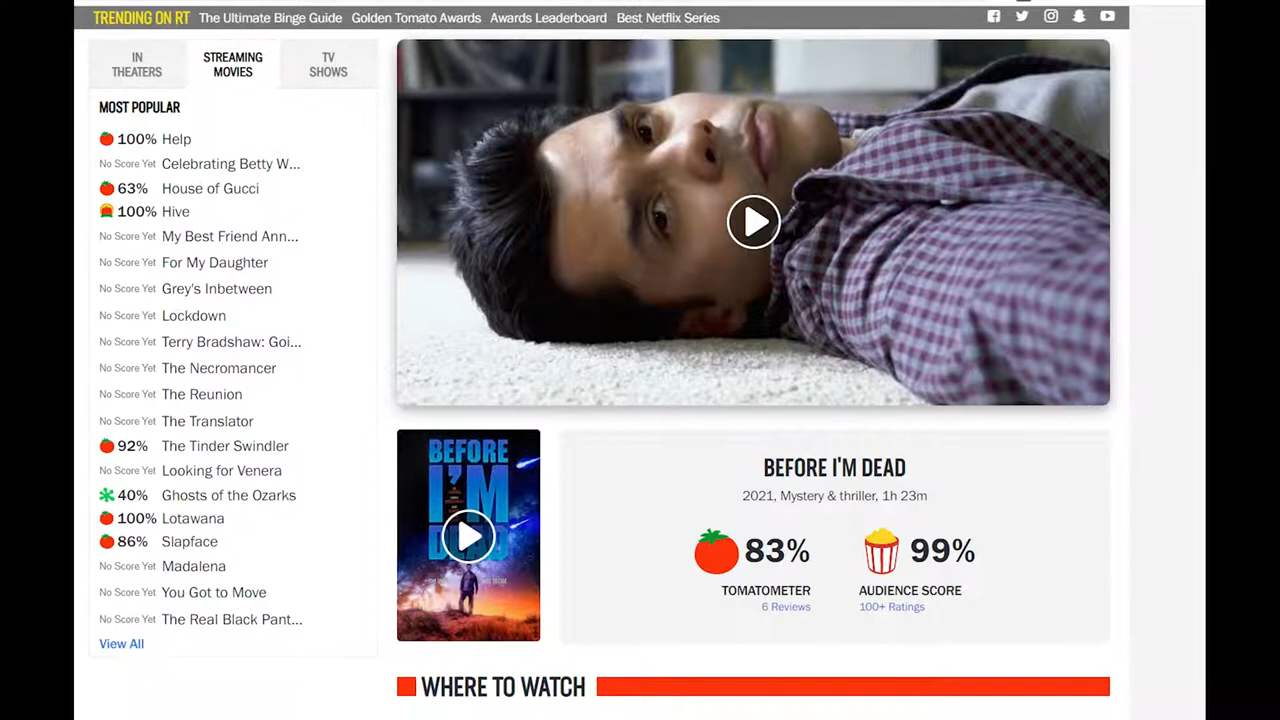 TRENDING ON RT The Ultimate Binge Guide Golden Tomato Awards Awards Leaderboard Best Netflix Series
IN THEATERS
STREAMING MOVIES
TV SHOWS
MOST POPULAR
100% Help
No Score Yet Celebrating Betty W...
63% House of Gucci
100% Hive
No Score Yet My Best Friend Ann...
No Score Yet For My Daughter
No Score Yet Grey's Inbetween
No Score Yet Lockdown
No Score Yet Terry Bradshaw: Goi...
No Score Yet The Necromancer
No Score Yet The Reunion
No Score Yet The Translator
92% The Tinder Swindler
No Score Yet Looking for Venera
40% Ghosts of the Ozarks
100% Lotawana
86% Slapface
No Score Yet Madalena
No Score Yet You Got to Move
No Score Yet The Real Black Pant...
View All
BEFORE
I'M
DEAD
BEFORE I'M DEAD
2021, Mystery & thriller, 1h 23m
83% 99%
TOMATOMETER AUDIENCE SCORE
6 Reviews 100+ Ratings
WHERE TO WATCH